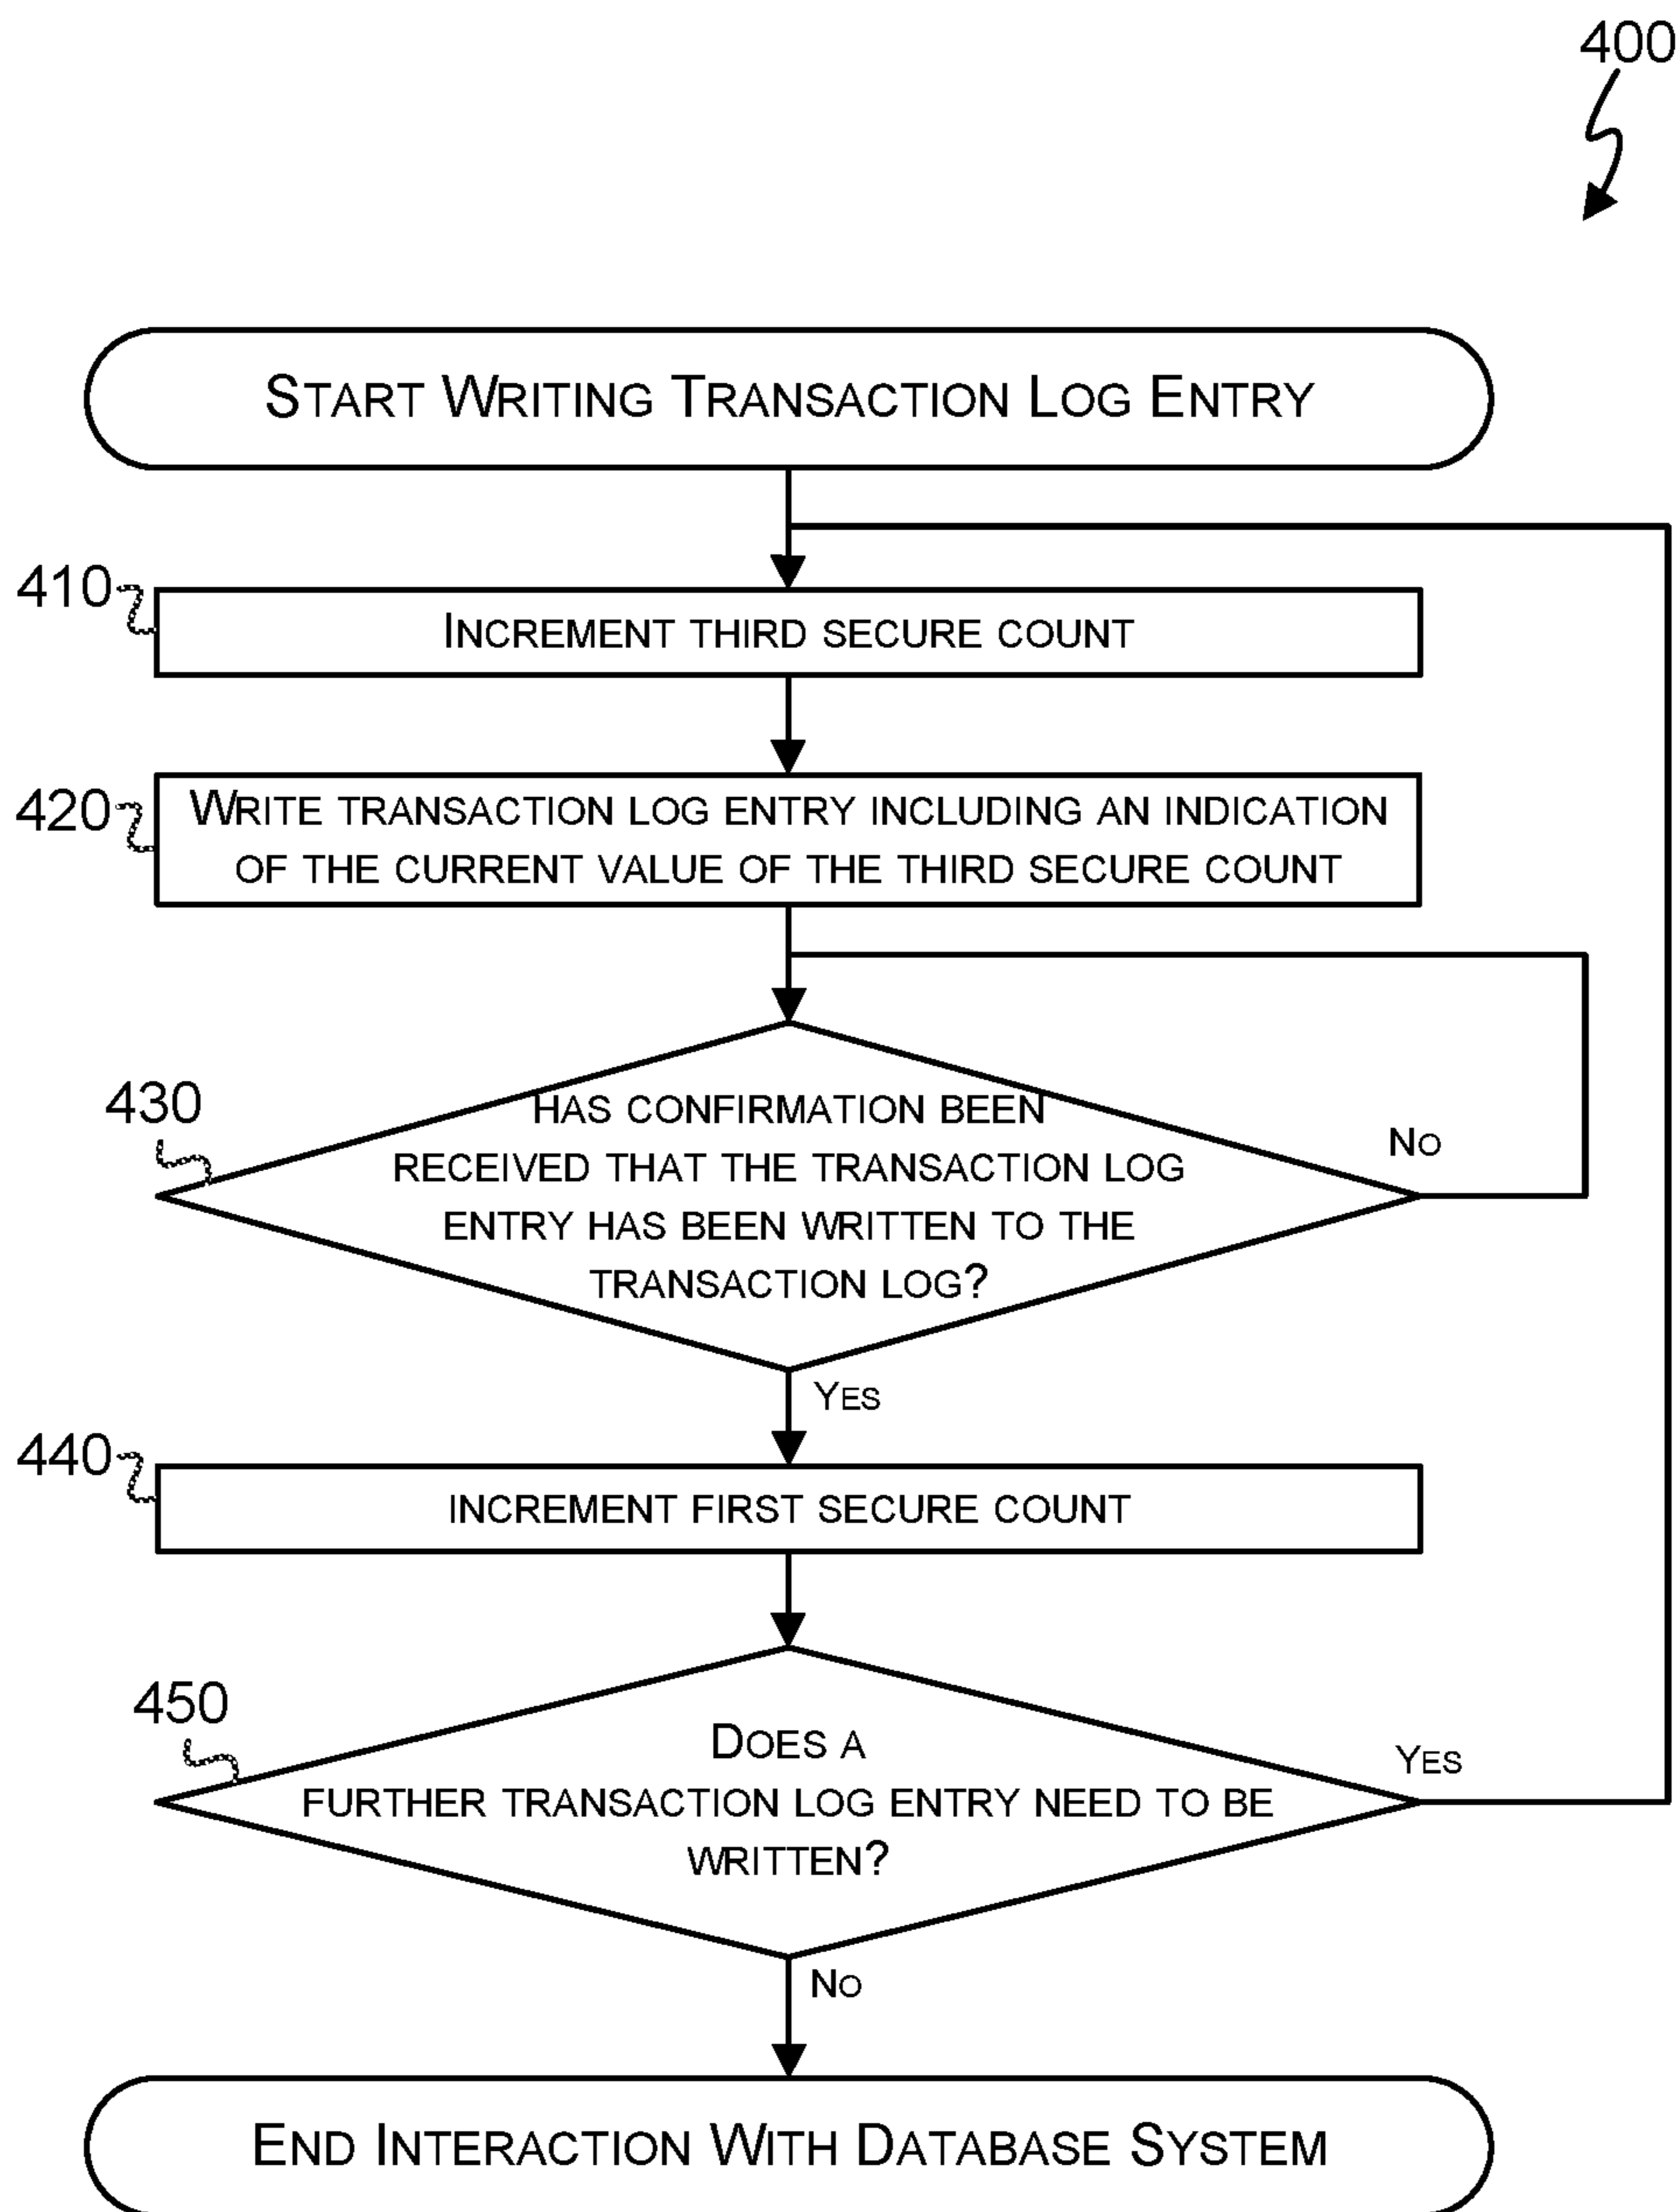 400
START WRITING TRANSACTION LOG ENTRY
410
INCREMENT THIRD SECURE COUNT
420
WRITE TRANSACTION LOG ENTRY INCLUDING AN INDICATION
OF THE CURRENT VALUE OF THE THIRD SECURE COUNT
430
HAS CONFIRMATION BEEN
RECEIVED THAT THE TRANSACTION LOG
ENTRY HAS BEEN WRITTEN TO THE
TRANSACTION LOG?
NO
YES
440
INCREMENT FIRST SECURE COUNT
450
DOES A
FURTHER TRANSACTION LOG ENTRY NEED TO BE
WRITTEN?
YES
NO
END INTERACTION WITH DATABASE SYSTEM